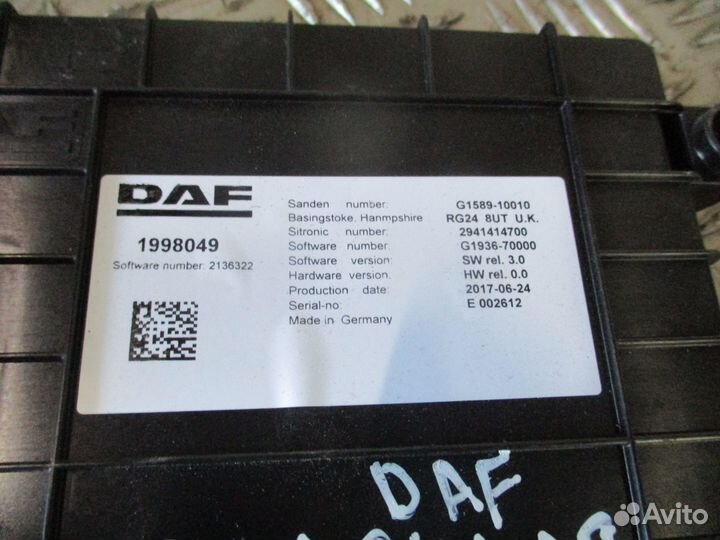 DAF
1998049
Software number: 2136322
Sanden number: G1589-10010
Basingstoke, Hanmpshire RG24 8UT U.K.
Sitronic number: 2941414700
Software number: G1936-70000
Software version: SW rel. 3.0
Hardware version: HW rel. 0.0
Production date: 2017-06-24
Serial-no: E 002612
Made in Germany
DAF
Avito